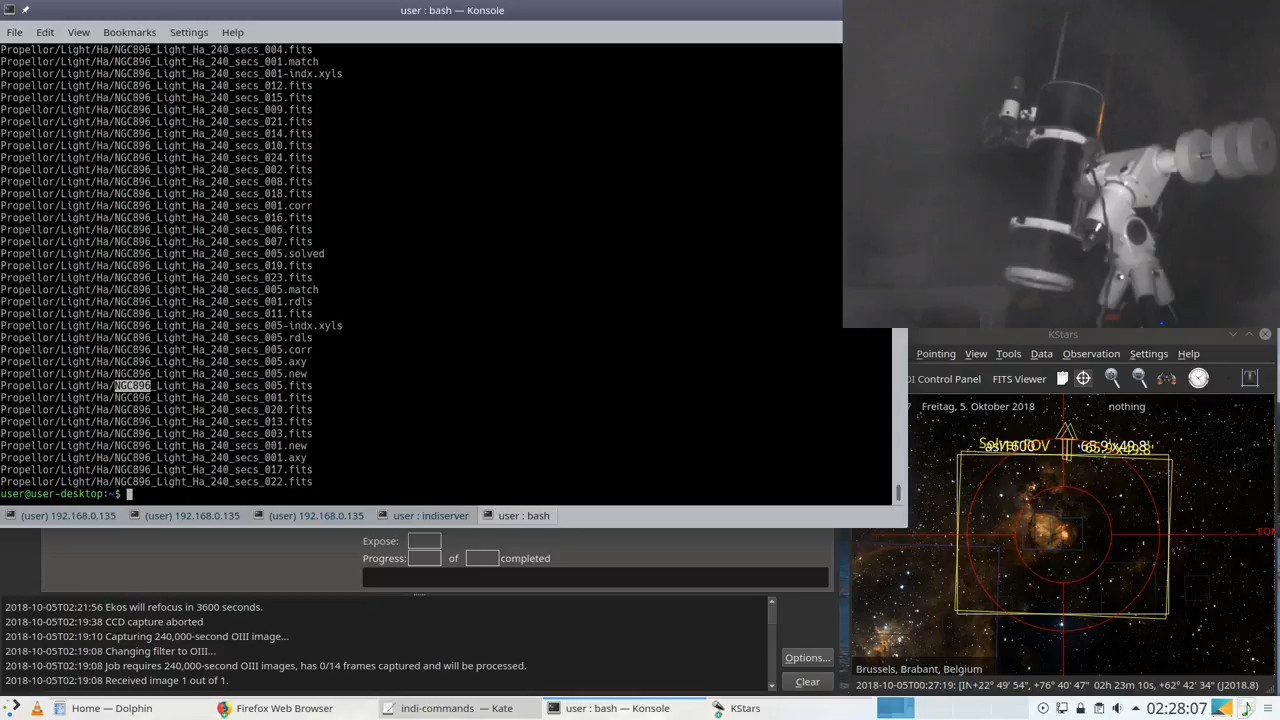 user : bash — Konsole
File Edit View Bookmarks Settings Help
Propellor/Light/Ha/NGC896_Light_Ha_240_secs_004.fits
Propellor/Light/Ha/NGC896_Light_Ha_240_secs_001.match
Propellor/Light/Ha/NGC896_Light_Ha_240_secs_001-indx.xyls
Propellor/Light/Ha/NGC896_Light_Ha_240_secs_012.fits
Propellor/Light/Ha/NGC896_Light_Ha_240_secs_015.fits
Propellor/Light/Ha/NGC896_Light_Ha_240_secs_009.fits
Propellor/Light/Ha/NGC896_Light_Ha_240_secs_021.fits
Propellor/Light/Ha/NGC896_Light_Ha_240_secs_014.fits
Propellor/Light/Ha/NGC896_Light_Ha_240_secs_010.fits
Propellor/Light/Ha/NGC896_Light_Ha_240_secs_024.fits
Propellor/Light/Ha/NGC896_Light_Ha_240_secs_002.fits
Propellor/Light/Ha/NGC896_Light_Ha_240_secs_008.fits
Propellor/Light/Ha/NGC896_Light_Ha_240_secs_018.fits
Propellor/Light/Ha/NGC896_Light_Ha_240_secs_001.corr
Propellor/Light/Ha/NGC896_Light_Ha_240_secs_016.fits
Propellor/Light/Ha/NGC896_Light_Ha_240_secs_006.fits
Propellor/Light/Ha/NGC896_Light_Ha_240_secs_007.fits
Propellor/Light/Ha/NGC896_Light_Ha_240_secs_005.solved
Propellor/Light/Ha/NGC896_Light_Ha_240_secs_019.fits
Propellor/Light/Ha/NGC896_Light_Ha_240_secs_023.fits
Propellor/Light/Ha/NGC896_Light_Ha_240_secs_005.match
Propellor/Light/Ha/NGC896_Light_Ha_240_secs_001.rdls
Propellor/Light/Ha/NGC896_Light_Ha_240_secs_011.fits
Propellor/Light/Ha/NGC896_Light_Ha_240_secs_005-indx.xyls
Propellor/Light/Ha/NGC896_Light_Ha_240_secs_005.rdls
Propellor/Light/Ha/NGC896_Light_Ha_240_secs_005.corr
Propellor/Light/Ha/NGC896_Light_Ha_240_secs_005.axy
Propellor/Light/Ha/NGC896_Light_Ha_240_secs_005.new
Propellor/Light/Ha/NGC896_Light_Ha_240_secs_005.fits
Propellor/Light/Ha/NGC896_Light_Ha_240_secs_001.fits
Propellor/Light/Ha/NGC896_Light_Ha_240_secs_020.fits
Propellor/Light/Ha/NGC896_Light_Ha_240_secs_013.fits
Propellor/Light/Ha/NGC896_Light_Ha_240_secs_003.fits
Propellor/Light/Ha/NGC896_Light_Ha_240_secs_001.new
Propellor/Light/Ha/NGC896_Light_Ha_240_secs_001.axy
Propellor/Light/Ha/NGC896_Light_Ha_240_secs_017.fits
Propellor/Light/Ha/NGC896_Light_Ha_240_secs_022.fits
user@user-desktop:~$
(user) 192.168.0.135 (user) 192.168.0.135 (user) 192.168.0.135 user : indiserver user : bash
Expose:
Progress: of completed
2018-10-05T02:21:56 Ekos will refocus in 3600 seconds.
2018-10-05T02:19:38 CCD capture aborted
2018-10-05T02:19:10 Capturing 240,000-second OIII image...
2018-10-05T02:19:08 Changing filter to OIII...
2018-10-05T02:19:08 Job requires 240,000-second OIII images, has 0/14 frames captured and will be processed.
2018-10-05T02:19:08 Received image 1 out of 1.
Options...
Clear
KStars
Pointing View Tools Data Observation Settings Help
DI Control Panel FITS Viewer
7 Freitag, 5. Oktober 2018 nothing
Solver FOV
asi1600
65.9'x49.8'
EQN
Brussels, Brabant, Belgium
2018-10-05T00:27:19: [IN +22° 49' 54", +76° 40' 47" 02h 23m 10s, +62° 42' 34" (J2018.8)
Home — Dolphin Firefox Web Browser indi-commands — Kate user : bash — Konsole KStars 02:28:07